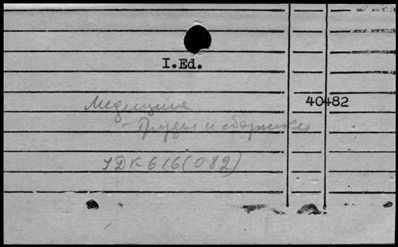 I.Ed.
40482
Медицина
- Труды и сборники
УДК 616(082)